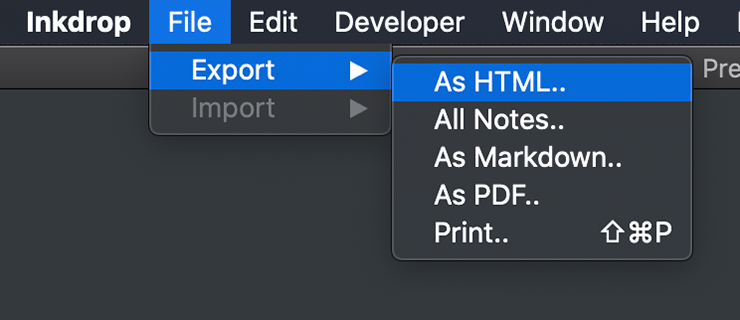 Inkdrop File Edit Developer Window Help
Export ▶ Pre
As HTML..
Import ▶
All Notes..
As Markdown..
As PDF..
Print.. ⇧⌘P